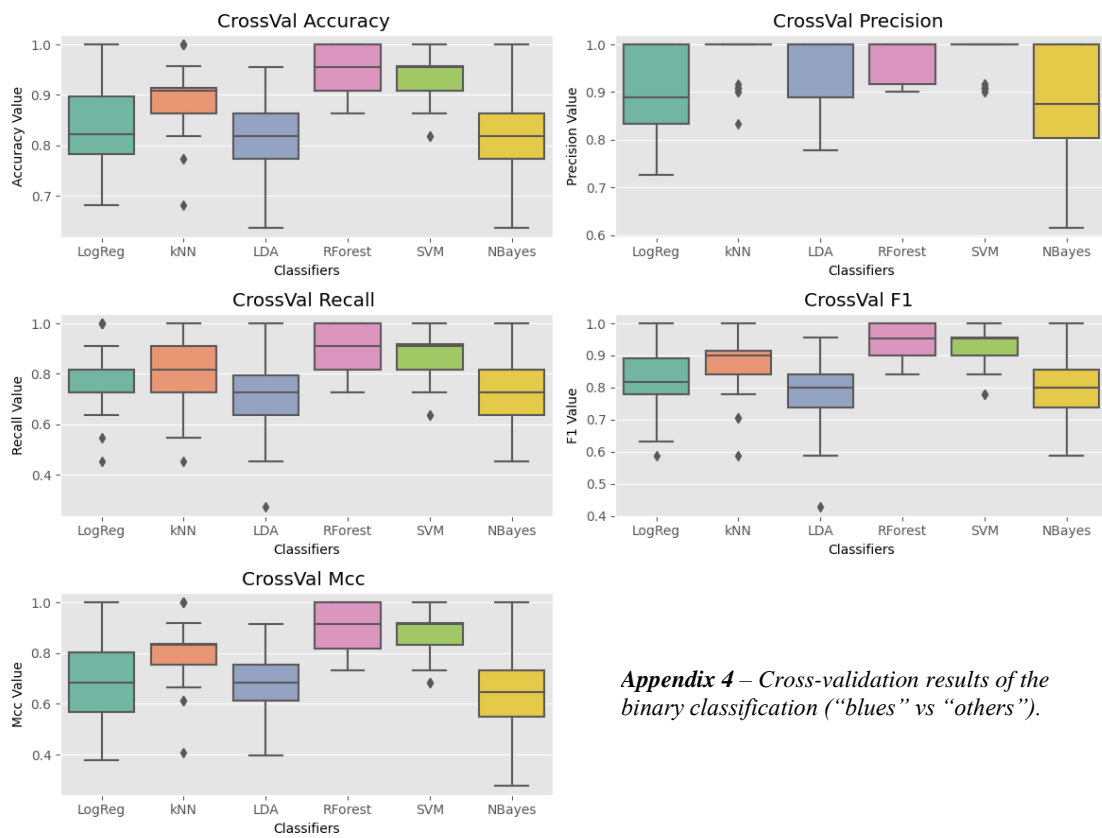 CrossVal Accuracy
1.0
0.9
0.8
0.7
Accuracy Value
LogReg kNN LDA RForest SVM NBayes
Classifiers
CrossVal Precision
1.0
0.9
0.8
0.7
0.6
Precision Value
LogReg kNN LDA RForest SVM NBayes
Classifiers
CrossVal Recall
1.0
0.8
0.6
0.4
Recall Value
LogReg kNN LDA RForest SVM NBayes
Classifiers
CrossVal F1
1.0
0.9
0.8
0.7
0.6
0.5
0.4
F1 Value
LogReg kNN LDA RForest SVM NBayes
Classifiers
CrossVal Mcc
1.0
0.8
0.6
0.4
Mcc Value
LogReg kNN LDA RForest SVM NBayes
Classifiers
Appendix 4 – Cross-validation results of the
binary classification (“blues” vs “others”).